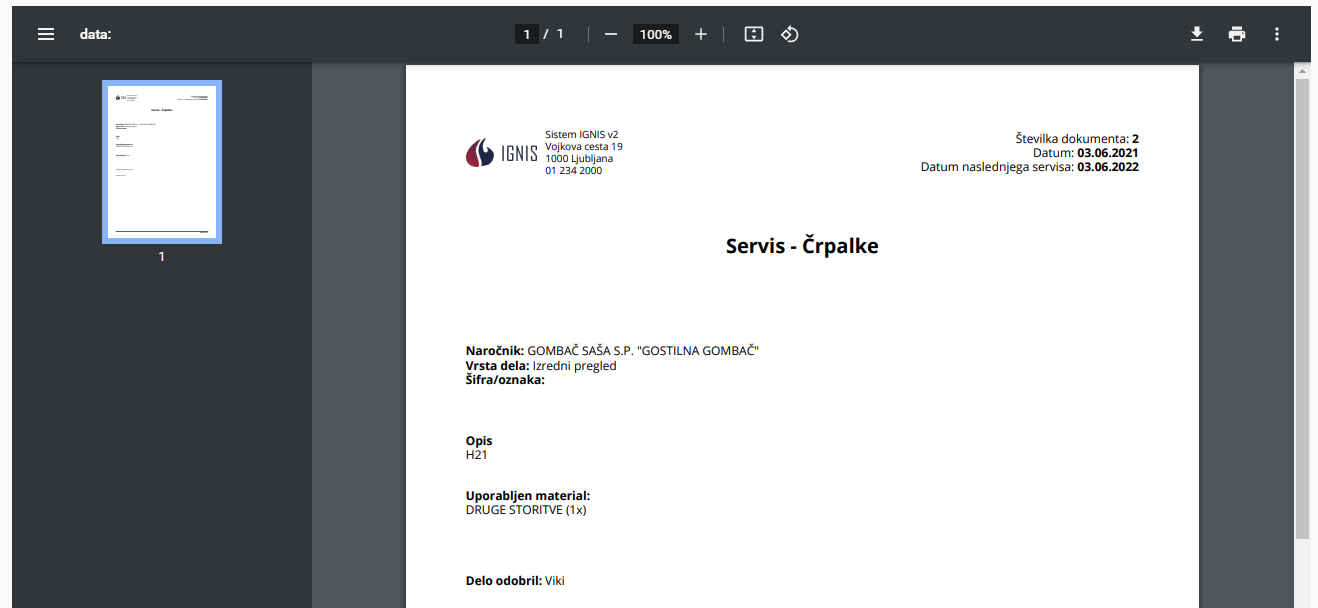 data:
1 / 1
100%
1
IGNIS
Sistem IGNIS v2
Vojkova cesta 19
1000 Ljubljana
01 234 2000
Številka dokumenta: 2
Datum: 03.06.2021
Datum naslednjega servisa: 03.06.2022
Servis - Črpalke
Naročnik: GOMBAČ SAŠA S.P. "GOSTILNA GOMBAČ"
Vrsta dela: Izredni pregled
Šifra/oznaka:
Opis
H21
Uporabljen material:
DRUGE STORITVE (1x)
Delo odobril: Viki